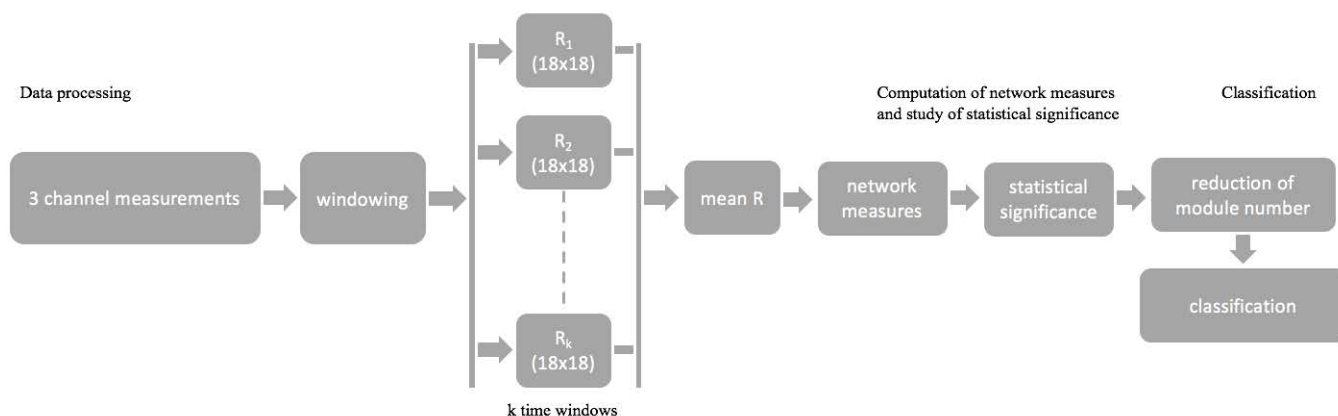 Data processing
3 channel measurements
windowing
R₁
(18x18)
R₂
(18x18)
Rₖ
(18x18)
k time windows
mean R
Computation of network measures
and study of statistical significance
network
measures
statistical
significance
Classification
reduction of
module number
classification